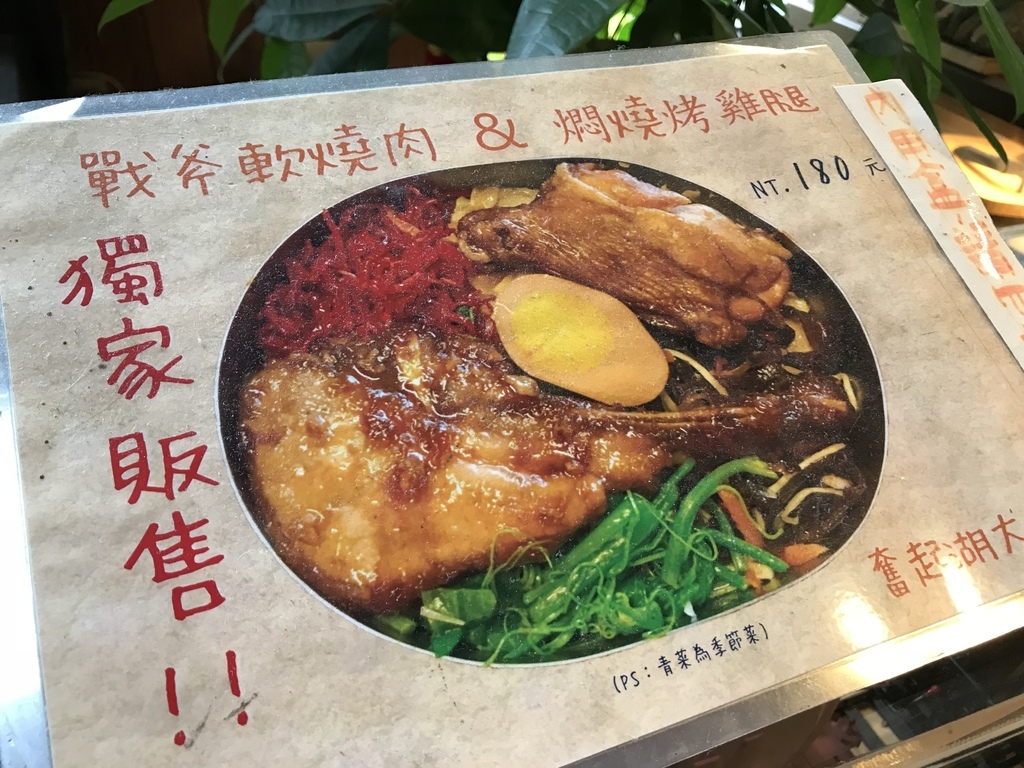 戰斧軟燒肉 & 燜燒烤雞腿
NT. 180 元
獨家販售!!
奮起湖大
(PS：青菜為季節菜)